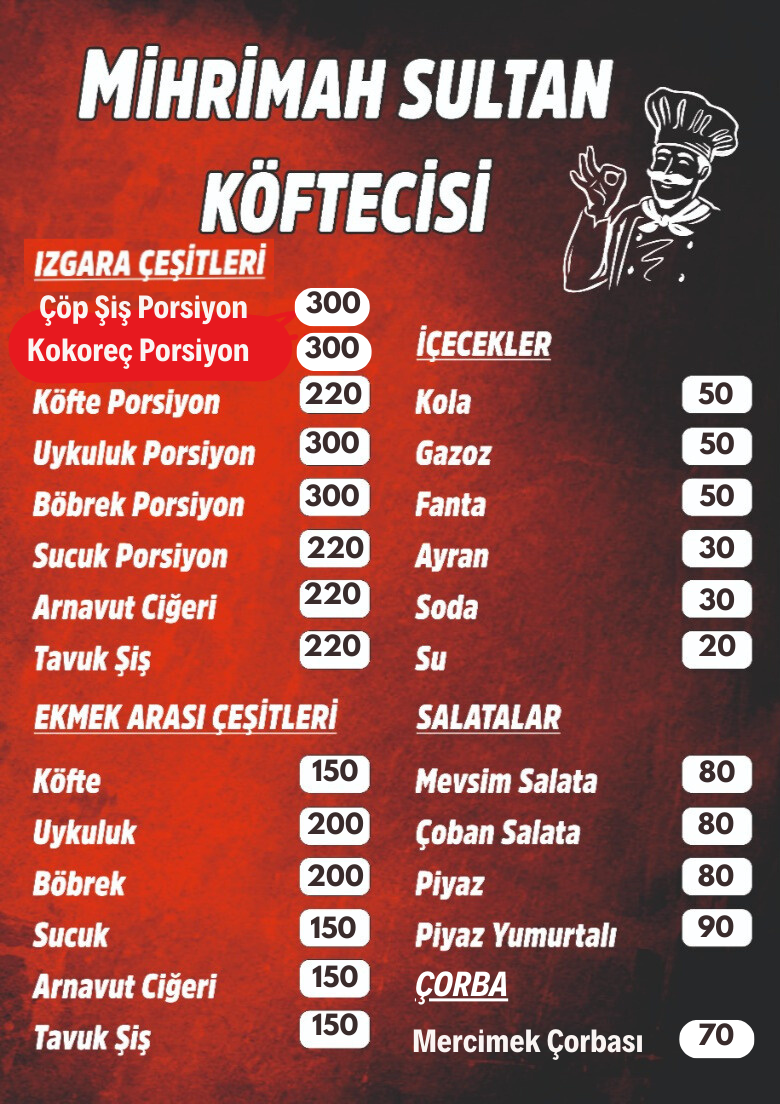 MİHRİMAH SULTAN
KÖFTECİSİ
IZGARA ÇEŞİTLERİ
Çöp Şiş Porsiyon 300
Kokoreç Porsiyon 300
Köfte Porsiyon 220
Uykuluk Porsiyon 300
Böbrek Porsiyon 300
Sucuk Porsiyon 220
Arnavut Ciğeri 220
Tavuk Şiş 220
EKMEK ARASI ÇEŞİTLERİ
Köfte 150
Uykuluk 200
Böbrek 200
Sucuk 150
Arnavut Ciğeri 150
Tavuk Şiş 150
İÇECEKLER
Kola 50
Gazoz 50
Fanta 50
Ayran 30
Soda 30
Su 20
SALATALAR
Mevsim Salata 80
Çoban Salata 80
Piyaz 80
Piyaz Yumurtalı 90
ÇORBA
Mercimek Çorbası 70